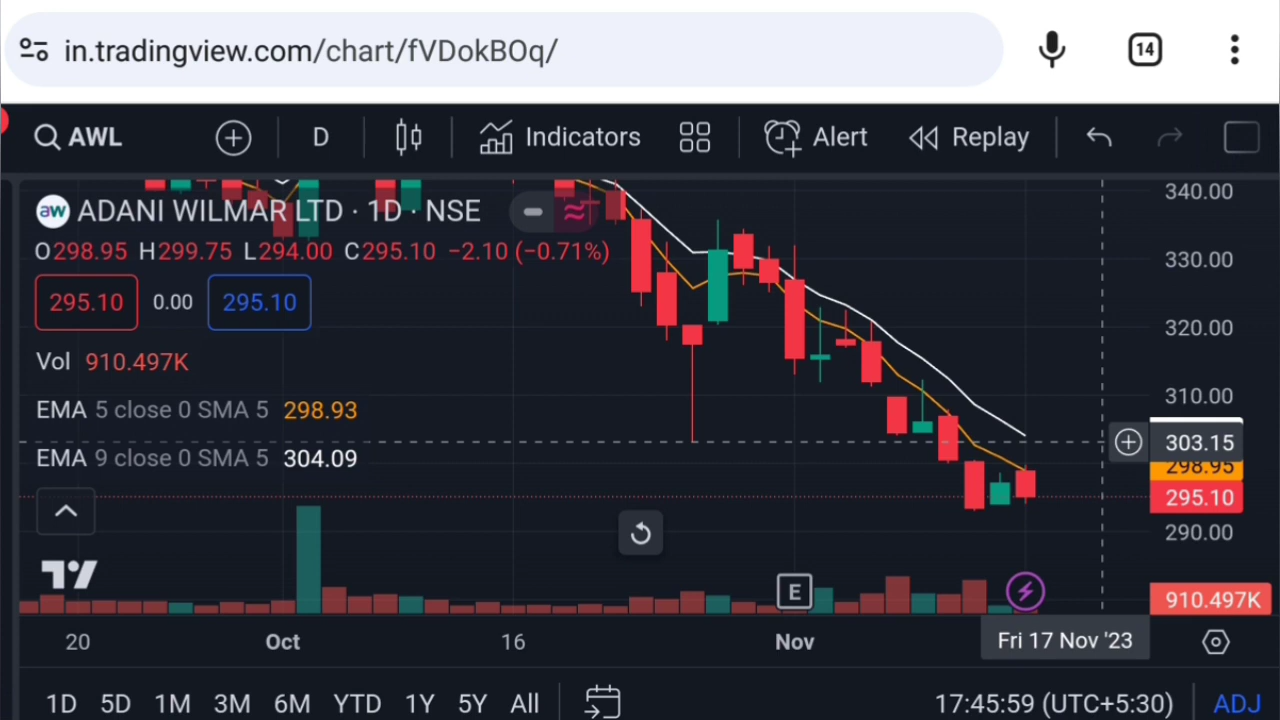 in.tradingview.com/chart/fVDokBOq/ 14
AWL D Indicators Alert Replay
340.00
aw ADANI WILMAR LTD · 1D · NSE
O298.95 H299.75 L294.00 C295.10 −2.10 (−0.71%)
330.00
295.10 0.00 295.10
320.00
Vol 910.497K
310.00
EMA 5 close 0 SMA 5 298.93
303.15
EMA 9 close 0 SMA 5 304.09
298.95
295.10
290.00
E
910.497K
20 Oct 16 Nov Fri 17 Nov '23
1D 5D 1M 3M 6M YTD 1Y 5Y All 17:45:59 (UTC+5:30) ADJ